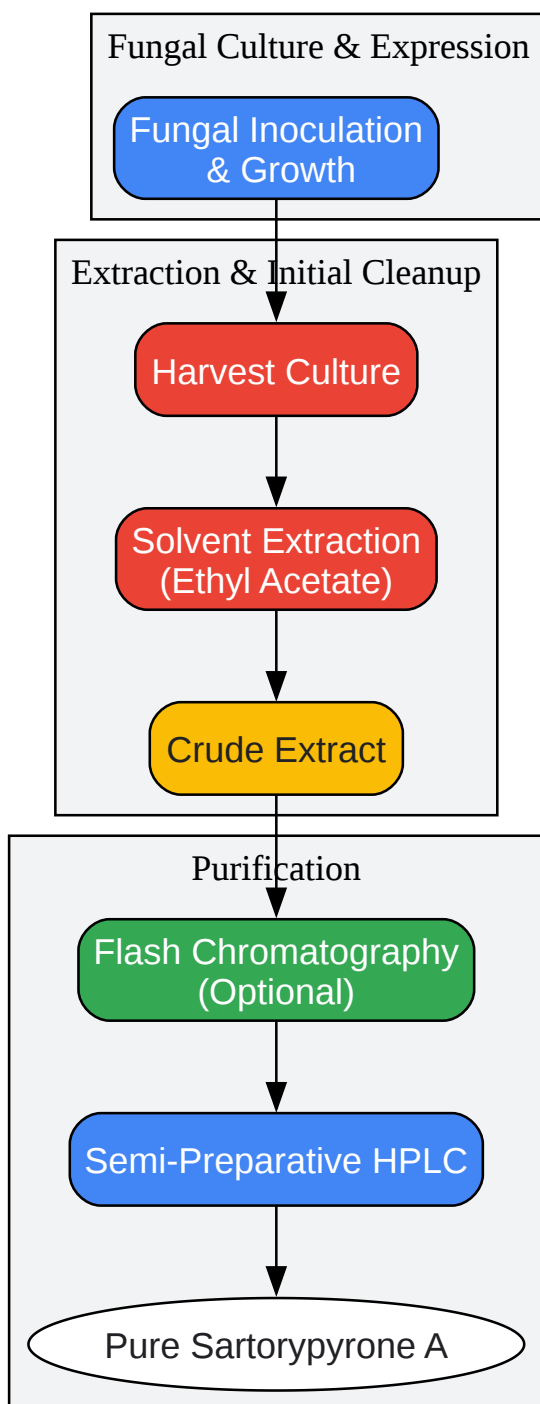 Fungal Culture & Expression
Fungal Inoculation
& Growth
Extraction & Initial Cleanup
Harvest Culture
Solvent Extraction
(Ethyl Acetate)
Crude Extract
Purification
Flash Chromatography
(Optional)
Semi-Preparative HPLC
Pure Sartorypyrone A